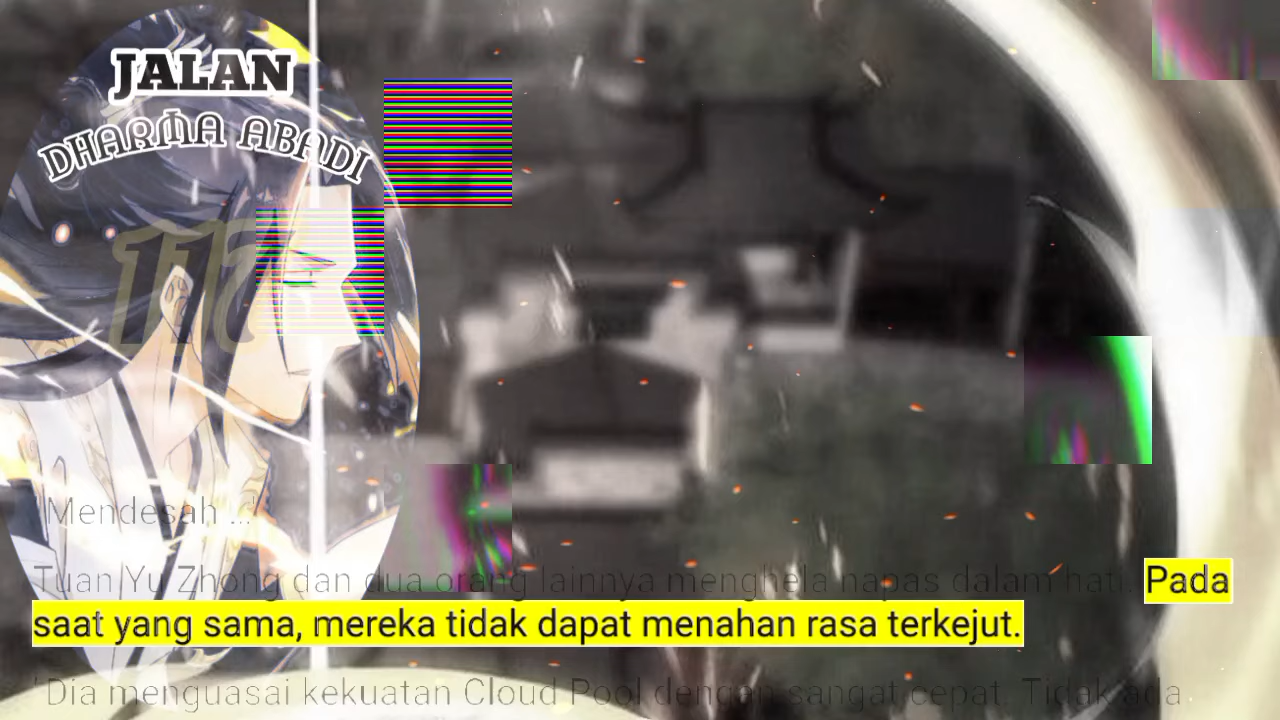 JALAN
DHARMA ABADI
'Mendesah ...'
Tuan Yu Zhong dan dua orang lainnya menghela napas dalam hati. Pada
saat yang sama, mereka tidak dapat menahan rasa terkejut.
'Dia menguasai kekuatan Cloud Pool dengan sangat cepat. Tidak ada